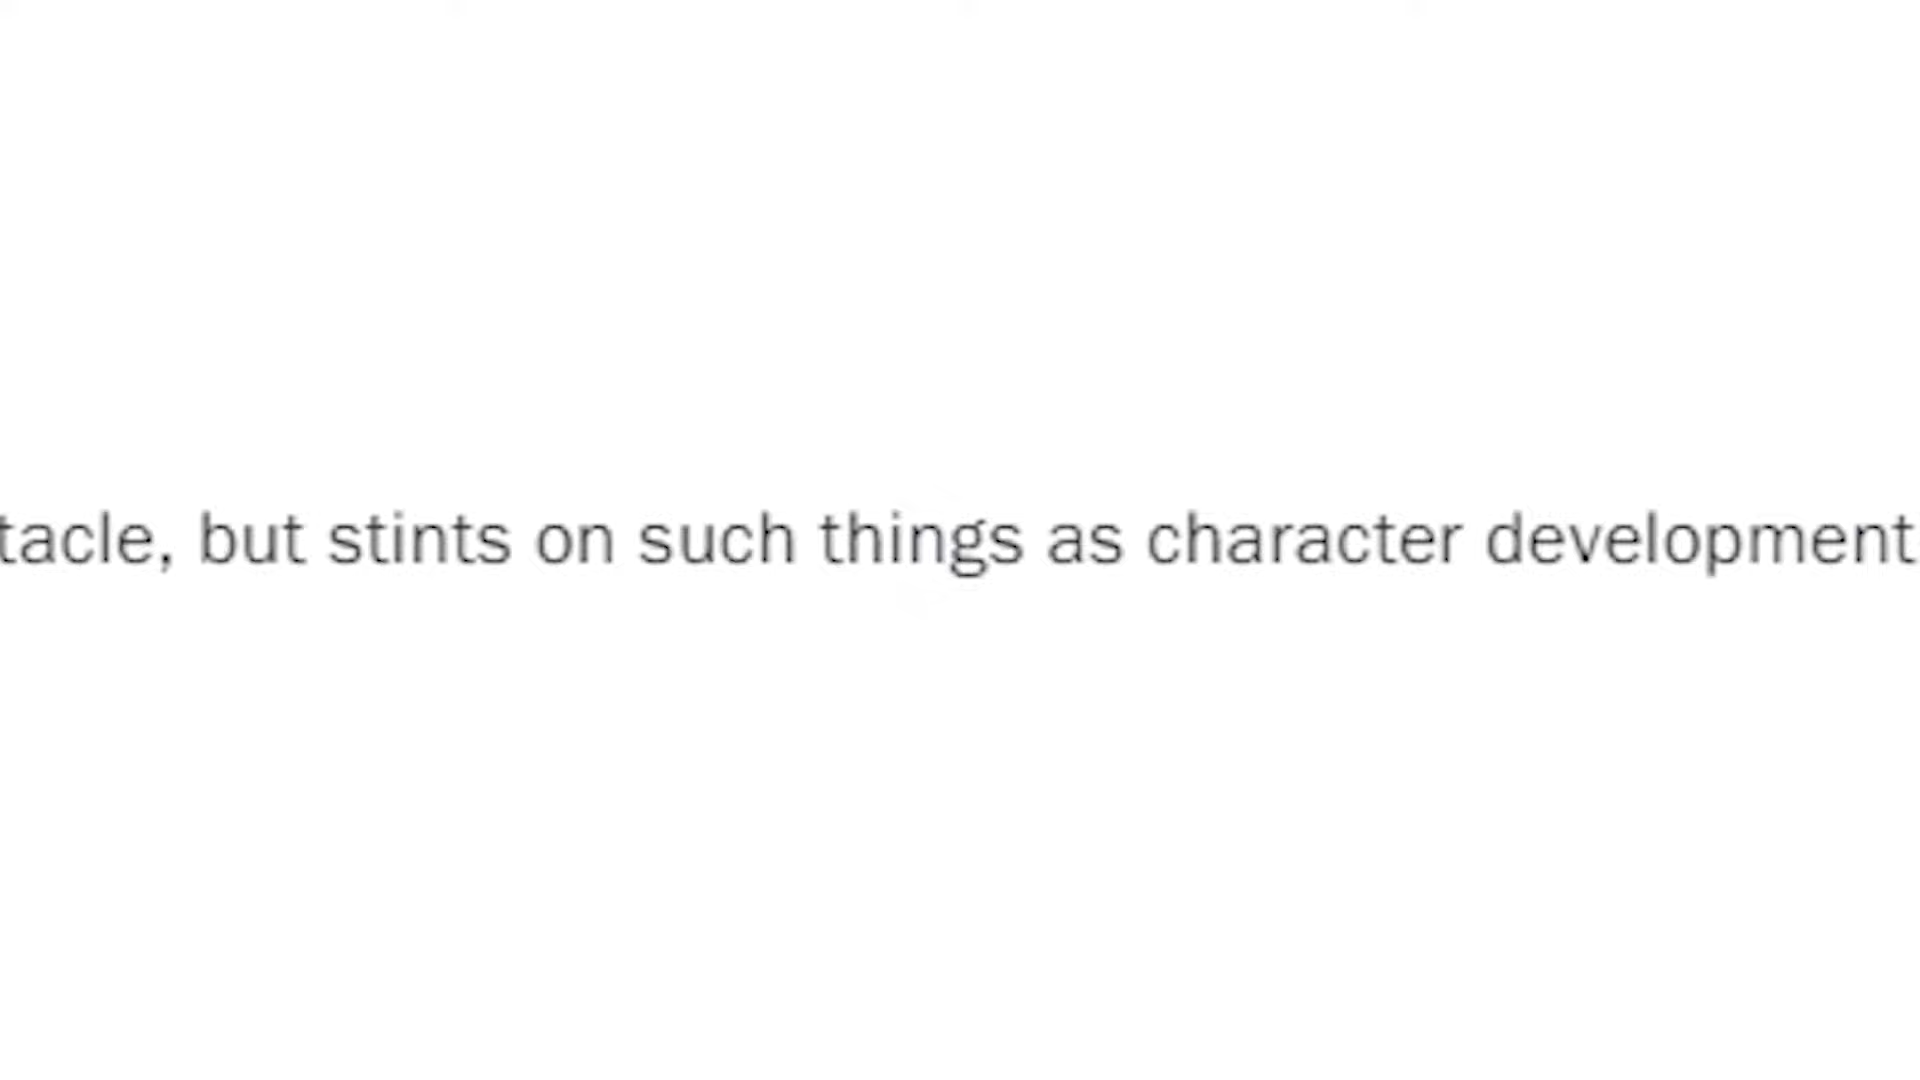 tacle, but stints on such things as character development